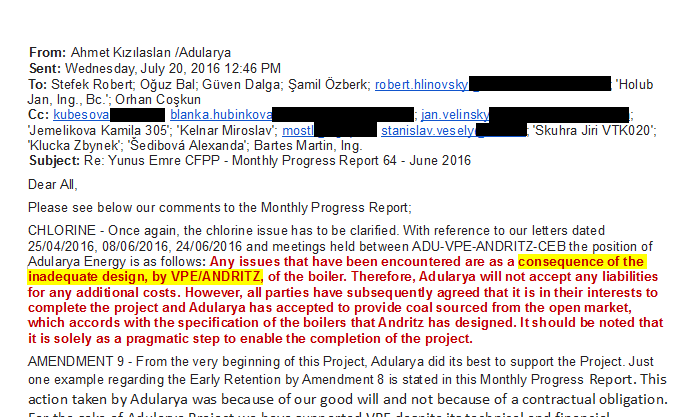 From: Ahmet Kızılaslan /Adularya
Sent: Wednesday, July 20, 2016 12:46 PM
To: Stefek Robert; Oğuz Bal; Güven Dalga; Şamil Özberk; robert.hlinovsky ; 'Holub
Jan, Ing., Bc.'; Orhan Coşkun
Cc: kubesova blanka.hubinkova ; jan.velinsky ;
'Jemelikova Kamila 305'; 'Kelnar Miroslav'; mostl stanislav.vesely ; 'Skuhra Jiri VTK020';
'Klucka Zbynek'; 'Šedibová Alexanda'; Bartes Martin, Ing.
Subject: Re: Yunus Emre CFPP - Monthly Progress Report 64 - June 2016
Dear All,
Please see below our comments to the Monthly Progress Report;
CHLORINE - Once again, the chlorine issue has to be clarified. With reference to our letters dated
25/04/2016, 08/06/2016, 24/06/2016 and meetings held between ADU-VPE-ANDRITZ-CEB the position of
Adularya Energy is as follows: Any issues that have been encountered are as a consequence of the
inadequate design, by VPE/ANDRITZ, of the boiler. Therefore, Adularya will not accept any liabilities
for any additional costs. However, all parties have subsequently agreed that it is in their interests to
complete the project and Adularya has accepted to provide coal sourced from the open market,
which accords with the specification of the boilers that Andritz has designed. It should be noted that
it is solely as a pragmatic step to enable the completion of the project.
AMENDMENT 9 - From the very beginning of this Project, Adularya did its best to support the Project. Just
one example regarding the Early Retention by Amendment 8 is stated in this Monthly Progress Report. This
action taken by Adularya was because of our good will and not because of a contractual obligation.
For the sake of Adularya Project we have supported VPE despite its technical and financial